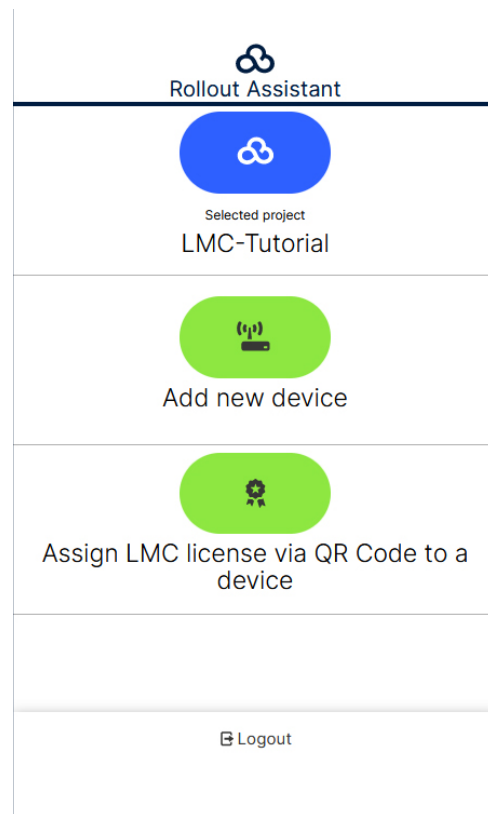 Rollout Assistant
Selected project
LMC-Tutorial
Add new device
Assign LMC license via QR Code to a
device
Logout